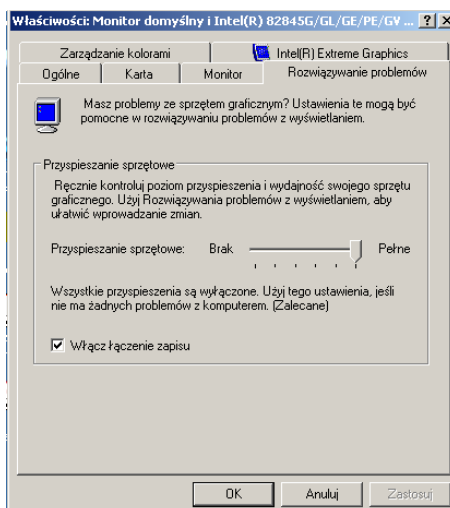 Właściwości: Monitor domyślny i Intel(R) 82845G/GL/GE/PE/GV ...
Zarządzanie kolorami
Intel(R) Extreme Graphics
Ogólne
Karta
Monitor
Rozwiązywanie problemów
Masz problemy ze sprzętem graficznym? Ustawienia te mogą być
pomocne w rozwiązywaniu problemów z wyświetlaniem.
Przyspieszanie sprzętowe
Ręcznie kontroluj poziom przyspieszenia i wydajność swojego sprzętu
graficznego. Użyj Rozwiązywania problemów z wyświetlaniem, aby
ułatwić wprowadzanie zmian.
Przyspieszanie sprzętowe:
Brak
Pełne
Wszystkie przyspieszenia są wyłączone. Użyj tego ustawienia, jeśli
nie ma żadnych problemów z komputerem. (Zalecane)
Włącz łączenie zapisu
OK
Anuluj
Zastosuj